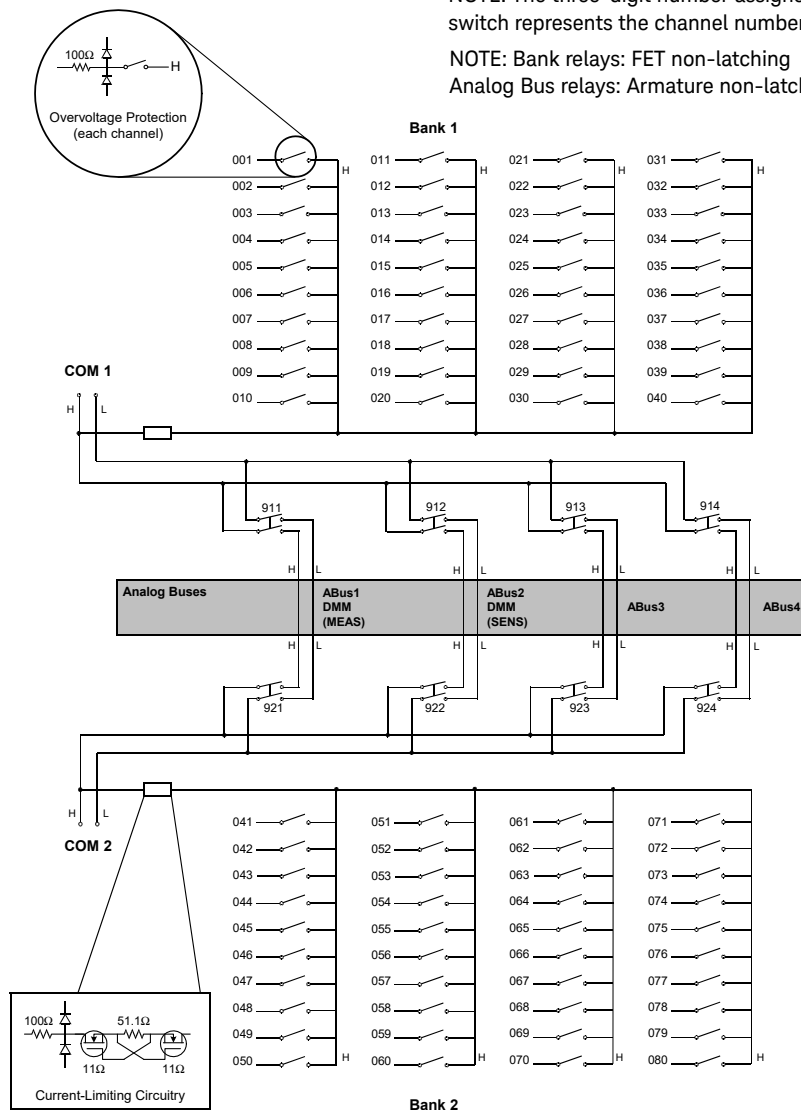 NOTE: The three-digit number assigne
switch represents the channel number
NOTE: Bank relays: FET non-latching
Analog Bus relays: Armature non-latch
100Ω
H
Overvoltage Protection
(each channel)
Bank 1
001 011 021 031
H H H H
002 012 022 032
003 013 023 033
004 014 024 034
005 015 025 035
006 016 026 036
007 017 027 037
008 018 028 038
009 019 029 039
010 020 030 040
COM 1
H L
911 912 913 914
H L H L H L H L
Analog Buses
ABus1
DMM
(MEAS)
ABus2
DMM
(SENS)
ABus3
ABus4
H L H L H L H L
921 922 923 924
H L
COM 2
041 051 061 071
042 052 062 072
043 053 063 073
044 054 064 074
045 055 065 075
046 056 066 076
047 057 067 077
048 058 068 078
049 059 069 079
050 060 070 080
H H H H
100Ω 51.1Ω
11Ω 11Ω
Current-Limiting Circuitry
Bank 2